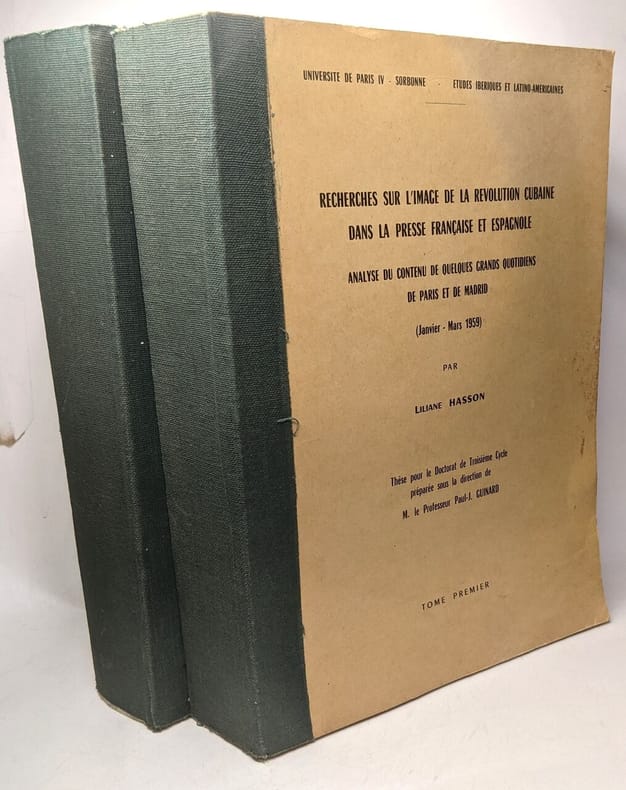 UNIVERSITE DE PARIS IV - SORBONNE - ETUDES IBERIQUES ET LATINO-AMERICAINES
RECHERCHES SUR L'IMAGE DE LA REVOLUTION CUBAINE
DANS LA PRESSE FRANÇAISE ET ESPAGNOLE
ANALYSE DU CONTENU DE QUELQUES GRANDS QUOTIDIENS
DE PARIS ET DE MADRID
(Janvier - Mars 1959)
PAR
LILIANE HASSON
Thèse pour le Doctorat de Troisième Cycle
préparée sous la direction de
M. le Professeur Paul-J. GUINARD
TOME PREMIER